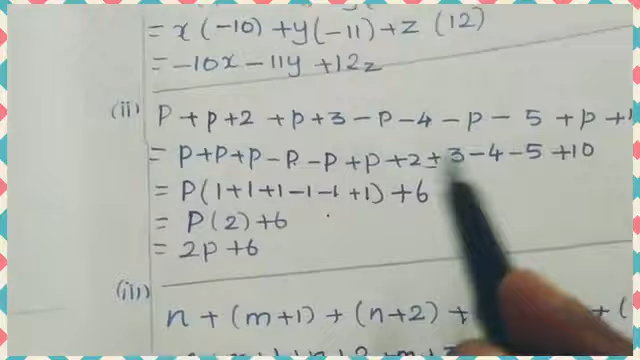 = x(-10) + y(-11) + z (12)
= -10x - 11y + 12z
(ii) p + p + 2 + p + 3 - p - 4 - p - 5 + p +
= p + p + p - p - p + p + 2 + 3 - 4 - 5 + 10
= p(1+1+1-1-1+1) + 6
= p(2) + 6
= 2p + 6
(iii)
n + (m+1) + (n+2) +